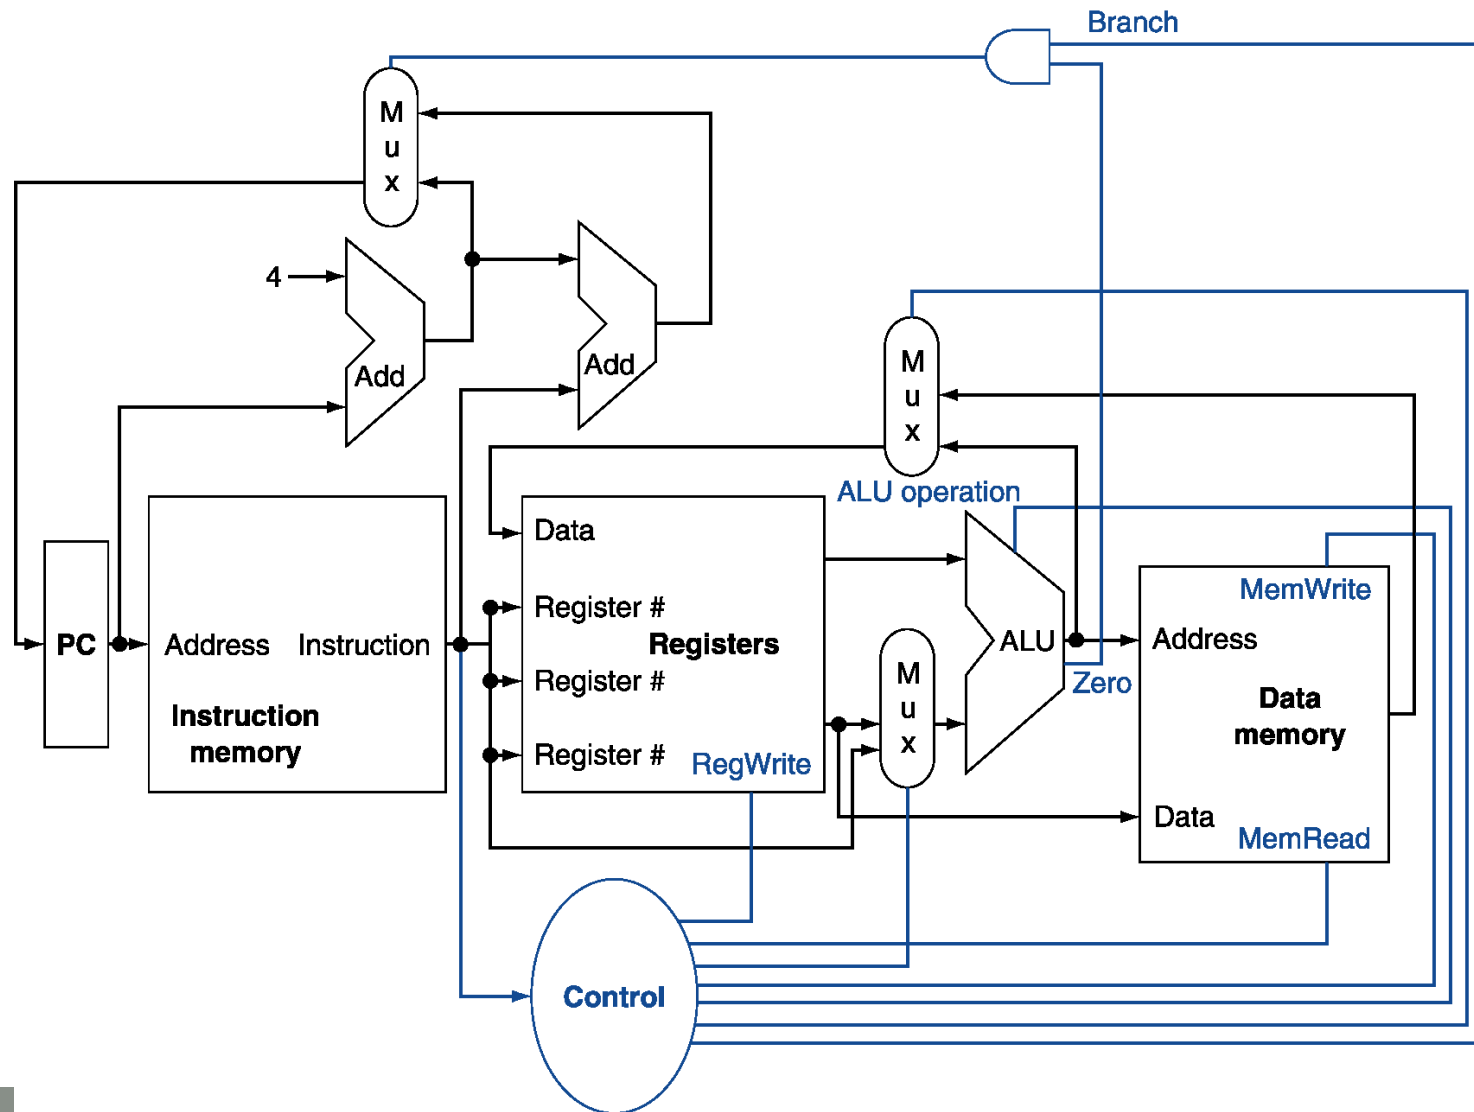 Branch
M
u
x
4
Add
Add
M
u
x
ALU operation
Data
Register #
Registers
Register #
Register #
RegWrite
PC
Address
Instruction
Instruction
memory
M
u
x
ALU
Zero
MemWrite
Address
Data
memory
Data
MemRead
Control